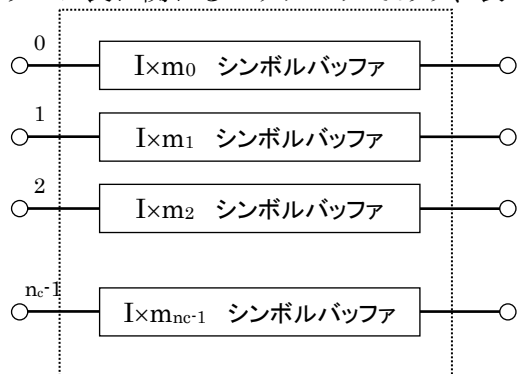 0
I×m₀ シンボルバッファ
1
I×m₁ シンボルバッファ
2
I×m₂ シンボルバッファ
n꜀-1
I×m_{nc-1} シンボルバッファ